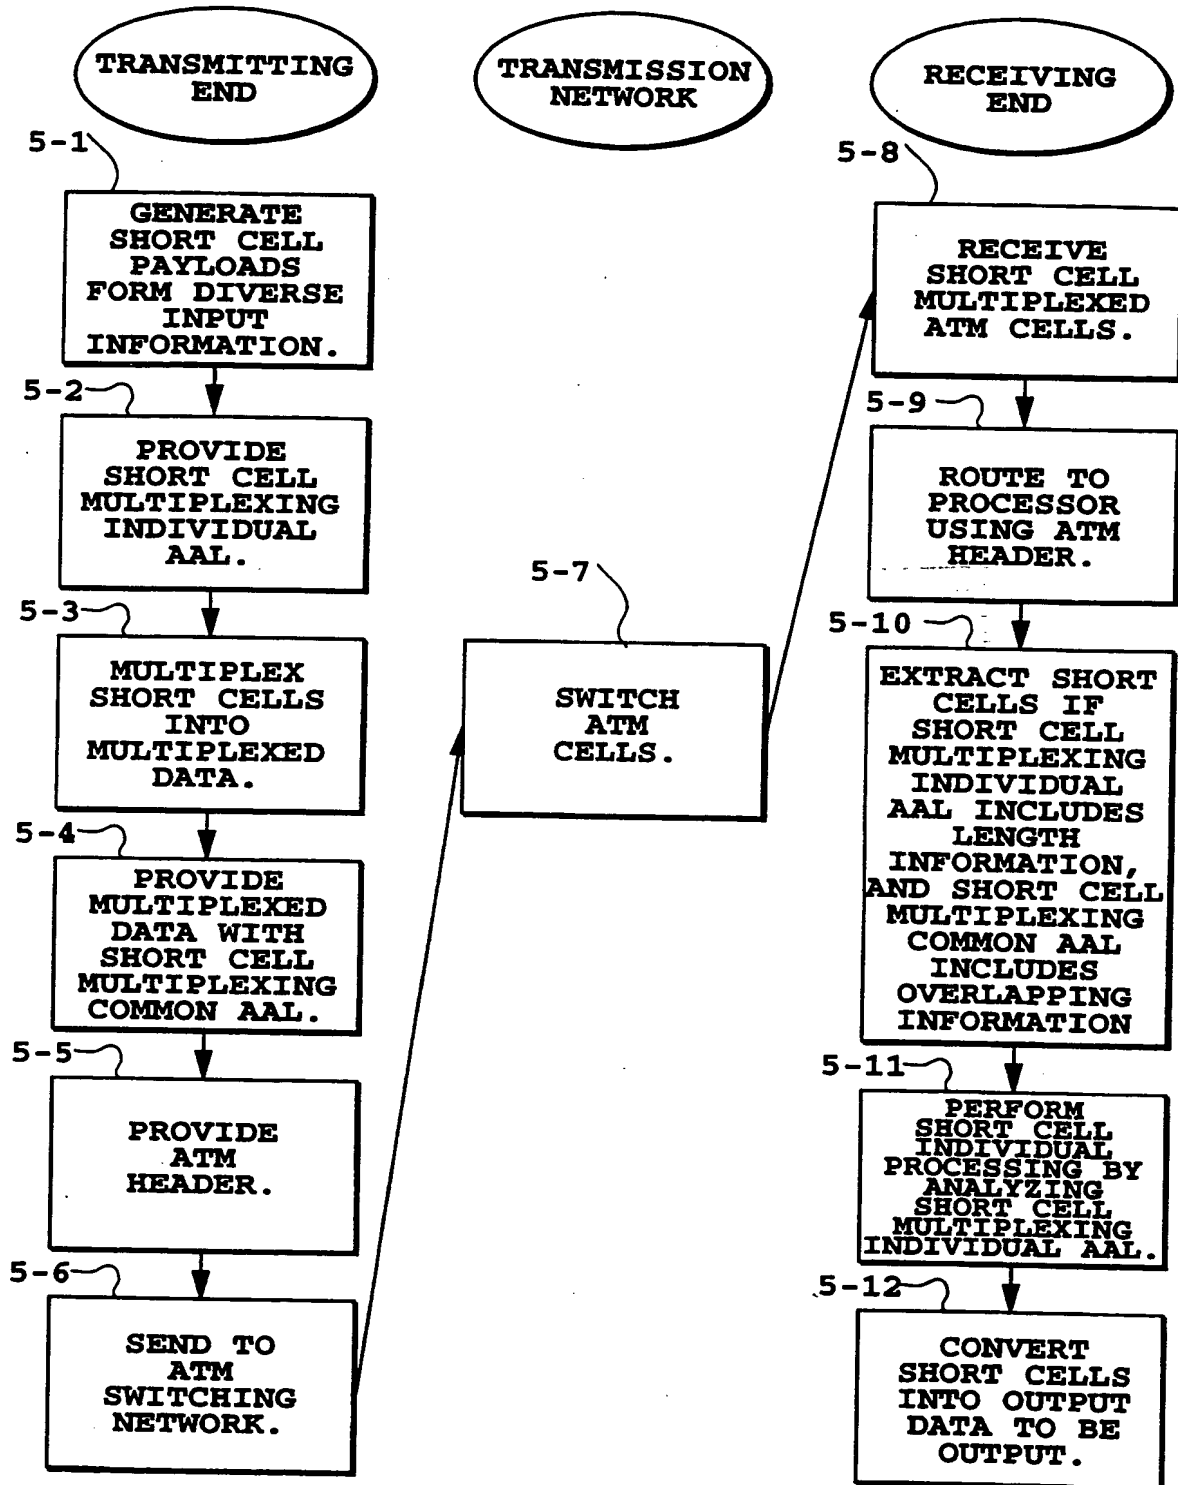 TRANSMITTING
END
TRANSMISSION
NETWORK
RECEIVING
END
5-1
GENERATE
SHORT CELL
PAYLOADS
FORM DIVERSE
INPUT
INFORMATION.
5-2
PROVIDE
SHORT CELL
MULTIPLEXING
INDIVIDUAL
AAL.
5-3
MULTIPLEX
SHORT CELLS
INTO
MULTIPLEXED
DATA.
5-4
PROVIDE
MULTIPLEXED
DATA WITH
SHORT CELL
MULTIPLEXING
COMMON AAL.
5-5
PROVIDE
ATM
HEADER.
5-6
SEND TO
ATM
SWITCHING
NETWORK.
5-7
SWITCH
ATM
CELLS.
5-8
RECEIVE
SHORT CELL
MULTIPLEXED
ATM CELLS.
5-9
ROUTE TO
PROCESSOR
USING ATM
HEADER.
5-10
EXTRACT SHORT
CELLS IF
SHORT CELL
MULTIPLEXING
INDIVIDUAL
AAL INCLUDES
LENGTH
INFORMATION,
AND SHORT CELL
MULTIPLEXING
COMMON AAL
INCLUDES
OVERLAPPING
INFORMATION
5-11
PERFORM
SHORT CELL
INDIVIDUAL
PROCESSING BY
ANALYZING
SHORT CELL
MULTIPLEXING
INDIVIDUAL AAL.
5-12
CONVERT
SHORT CELLS
INTO OUTPUT
DATA TO BE
OUTPUT.